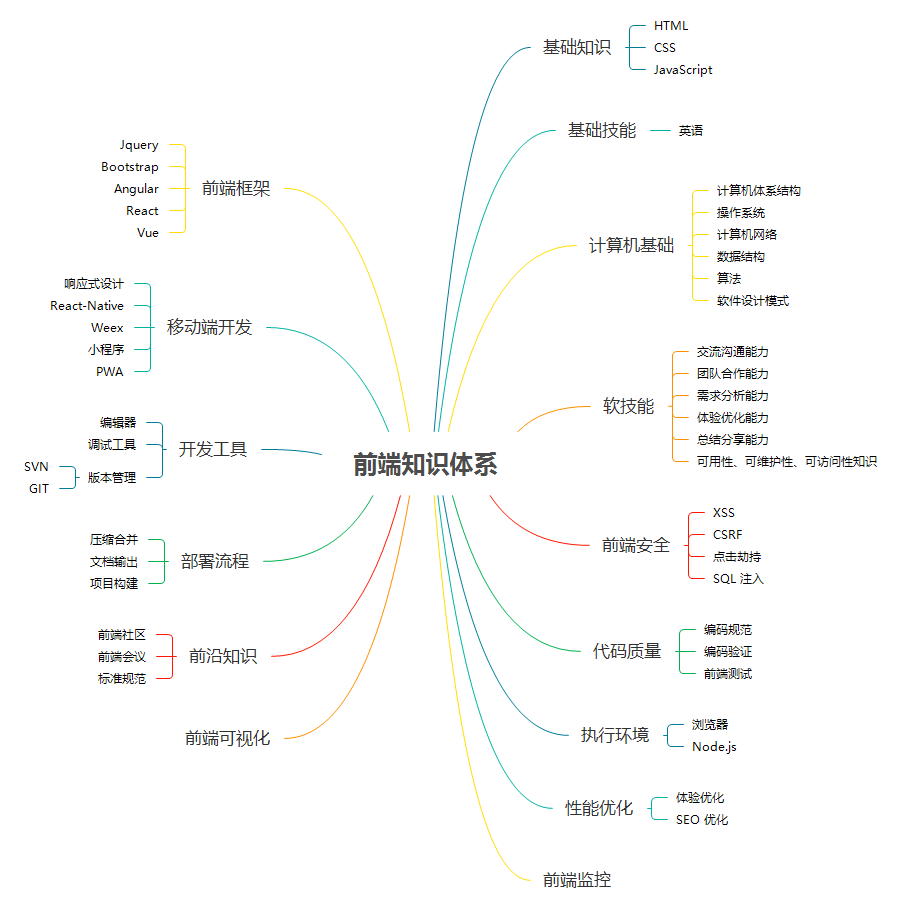 前端知识体系
基础知识
HTML
CSS
JavaScript
基础技能
英语
计算机基础
计算机体系结构
操作系统
计算机网络
数据结构
算法
软件设计模式
软技能
交流沟通能力
团队合作能力
需求分析能力
体验优化能力
总结分享能力
可用性、可维护性、可访问性知识
前端安全
XSS
CSRF
点击劫持
SQL 注入
代码质量
编码规范
编码验证
前端测试
执行环境
浏览器
Node.js
性能优化
体验优化
SEO 优化
前端监控
前端框架
Jquery
Bootstrap
Angular
React
Vue
移动端开发
响应式设计
React-Native
Weex
小程序
PWA
开发工具
编辑器
调试工具
版本管理
SVN
GIT
部署流程
压缩合并
文档输出
项目构建
前沿知识
前端社区
前端会议
标准规范
前端可视化